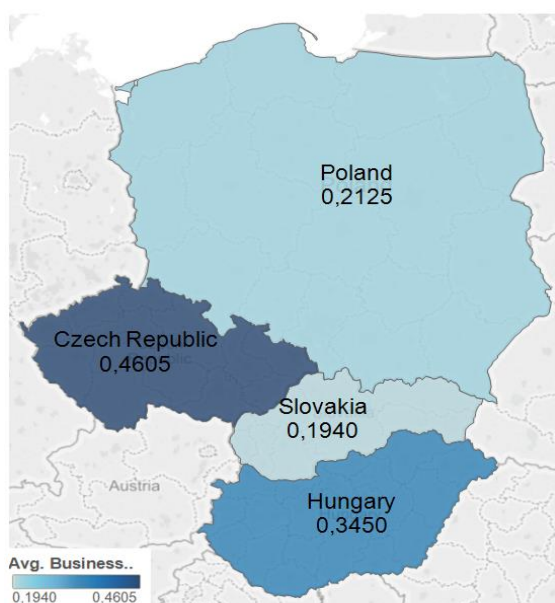 Poland
0,2125
Czech Republic
0,4605
Slovakia
0,1940
Austria
Hungary
0,3450
Avg. Business..
0,1940 0,4605